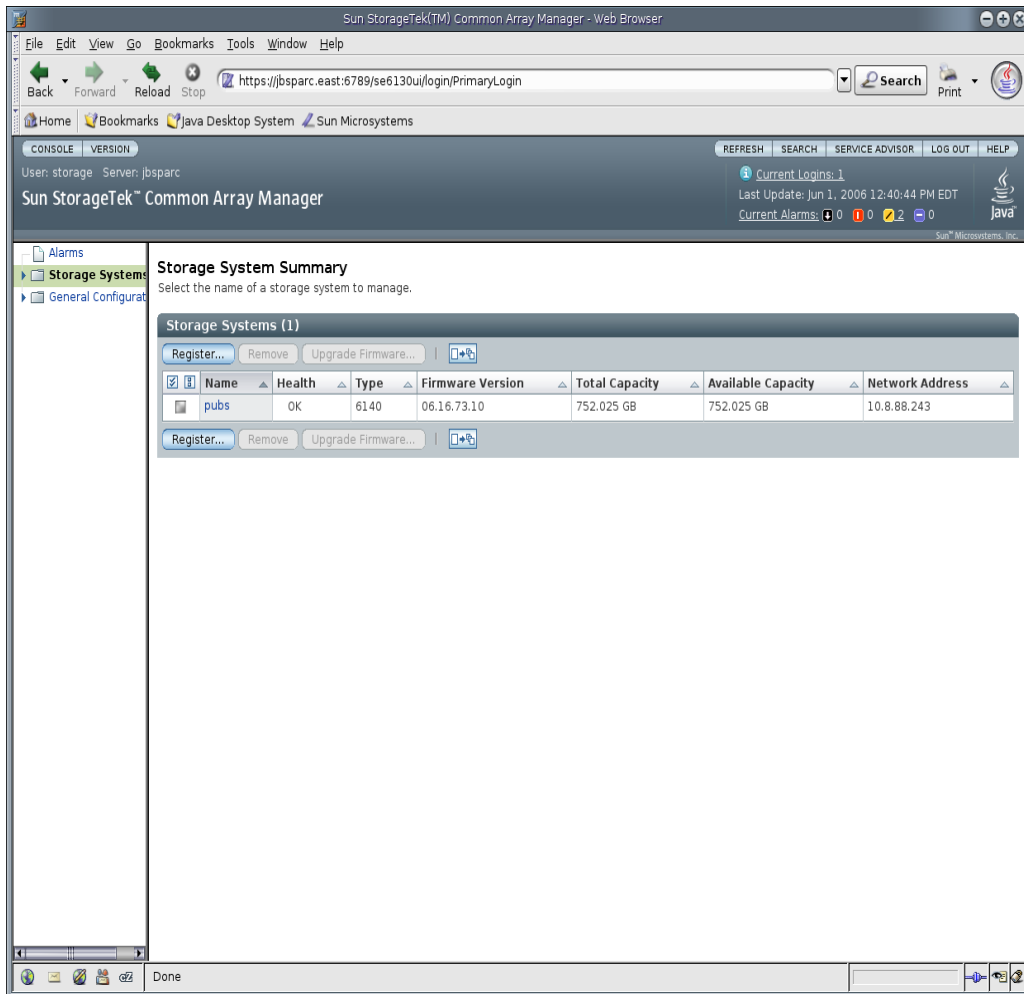 Sun StorageTek(TM) Common Array Manager - Web Browser
File Edit View Go Bookmarks Tools Window Help
Back Forward Reload Stop https://jbsparc.east:6789/se6130ui/login/PrimaryLogin Search Print
Home Bookmarks Java Desktop System Sun Microsystems
CONSOLE VERSION REFRESH SEARCH SERVICE ADVISOR LOG OUT HELP
User: storage Server: jbsparc
Current Logins: 1
Sun StorageTek™ Common Array Manager
Last Update: Jun 1, 2006 12:40:44 PM EDT
Current Alarms: 0 0 2 0
Java™
Sun™ Microsystems, Inc.
Alarms
Storage Systems
General Configurat
Storage System Summary
Select the name of a storage system to manage.
Storage Systems (1)
Register... Remove Upgrade Firmware...
Name Health Type Firmware Version Total Capacity Available Capacity Network Address
pubs OK 6140 06.16.73.10 752.025 GB 752.025 GB 10.8.88.243
Register... Remove Upgrade Firmware...
Done